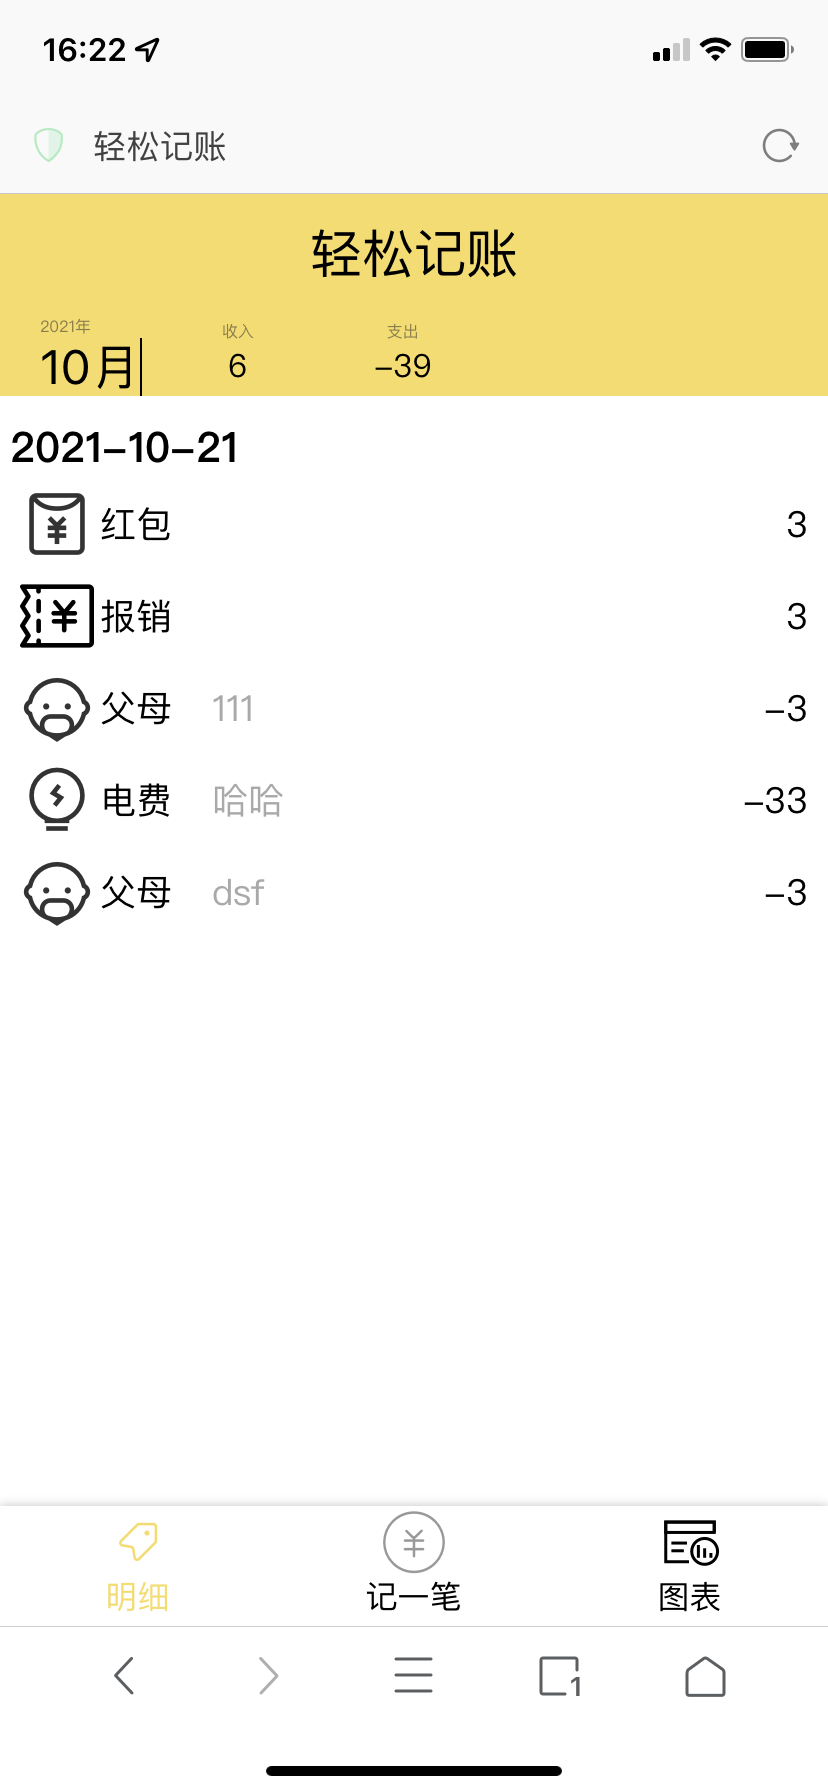 16:22
轻松记账
轻松记账
2021年 收入 支出
10月 6 -39
2021-10-21
红包 3
报销 3
父母 111 -3
电费 哈哈 -33
父母 dsf -3
明细 记一笔 图表
1